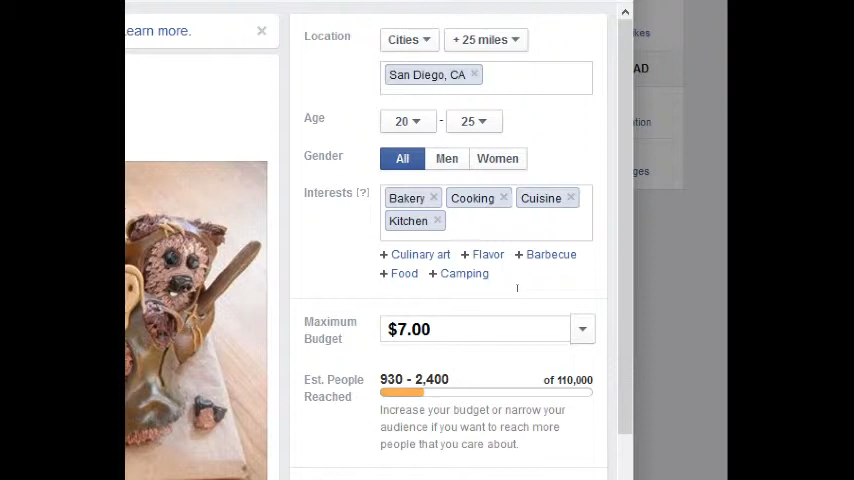 earn more. ×
Location Cities + 25 miles
San Diego, CA ×
Age 20 - 25
Gender All Men Women
Interests [?] Bakery × Cooking × Cuisine ×
Kitchen ×
+ Culinary art + Flavor + Barbecue
+ Food + Camping
Maximum
Budget
$7.00
Est. People
Reached
930 - 2,400 of 110,000
Increase your budget or narrow your
audience if you want to reach more
people that you care about.
kes
AD
tion
ges